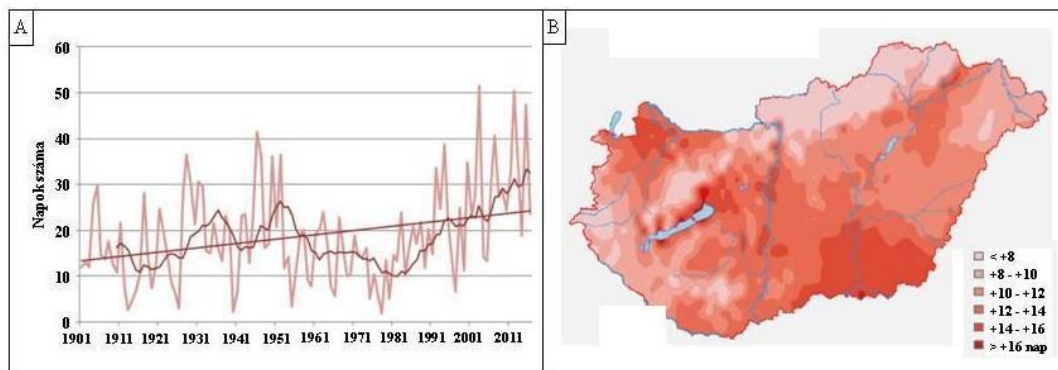 A
Napok száma
60
50
40
30
20
10
0
1901 1911 1921 1931 1941 1951 1961 1971 1981 1991 2001 2011
B
< +8
+8 - +10
+10 - +12
+12 - +14
+14 - +16
> +16 nap